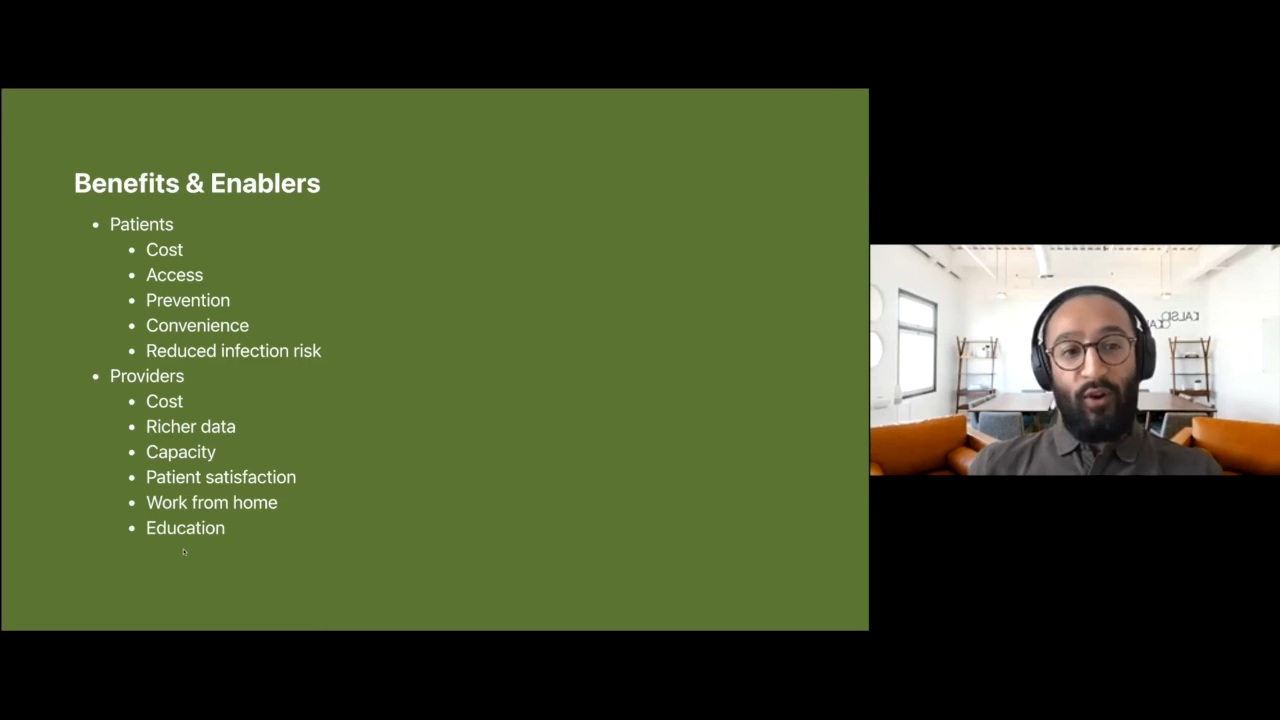 Benefits & Enablers
• Patients
• Cost
• Access
• Prevention
• Convenience
• Reduced infection risk
• Providers
• Cost
• Richer data
• Capacity
• Patient satisfaction
• Work from home
• Education